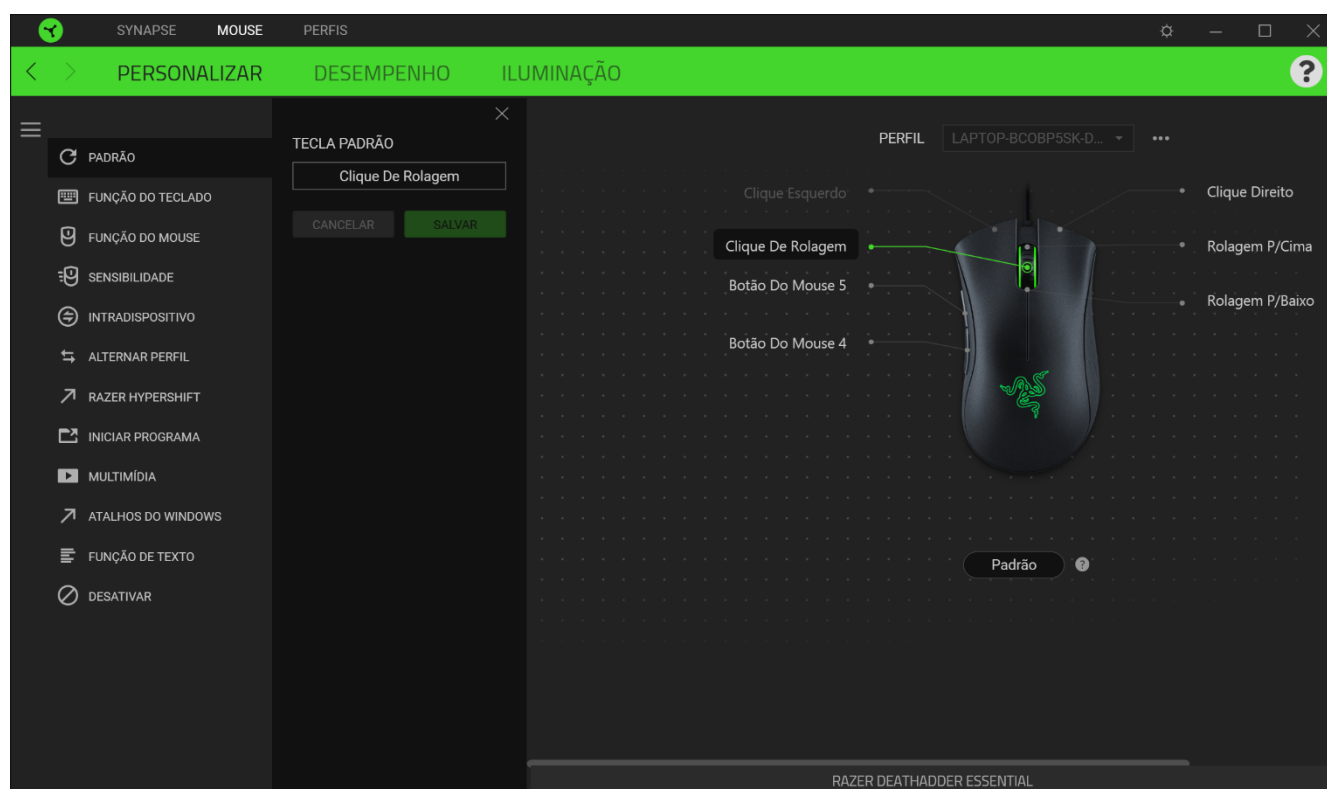 SYNAPSE MOUSE PERFIS
PERSONALIZAR DESEMPENHO ILUMINAÇÃO ?
PADRÃO
FUNÇÃO DO TECLADO
FUNÇÃO DO MOUSE
SENSIBILIDADE
INTRADISPOSITIVO
ALTERNAR PERFIL
RAZER HYPERSHIFT
INICIAR PROGRAMA
MULTIMÍDIA
ATALHOS DO WINDOWS
FUNÇÃO DE TEXTO
DESATIVAR
TECLA PADRÃO
Clique De Rolagem
CANCELAR SALVAR
PERFIL LAPTOP-BCOBP5SK-D...
Clique Esquerdo
Clique De Rolagem
Botão Do Mouse 5
Botão Do Mouse 4
Clique Direito
Rolagem P/Cima
Rolagem P/Baixo
Padrão ?
RAZER DEATHADDER ESSENTIAL